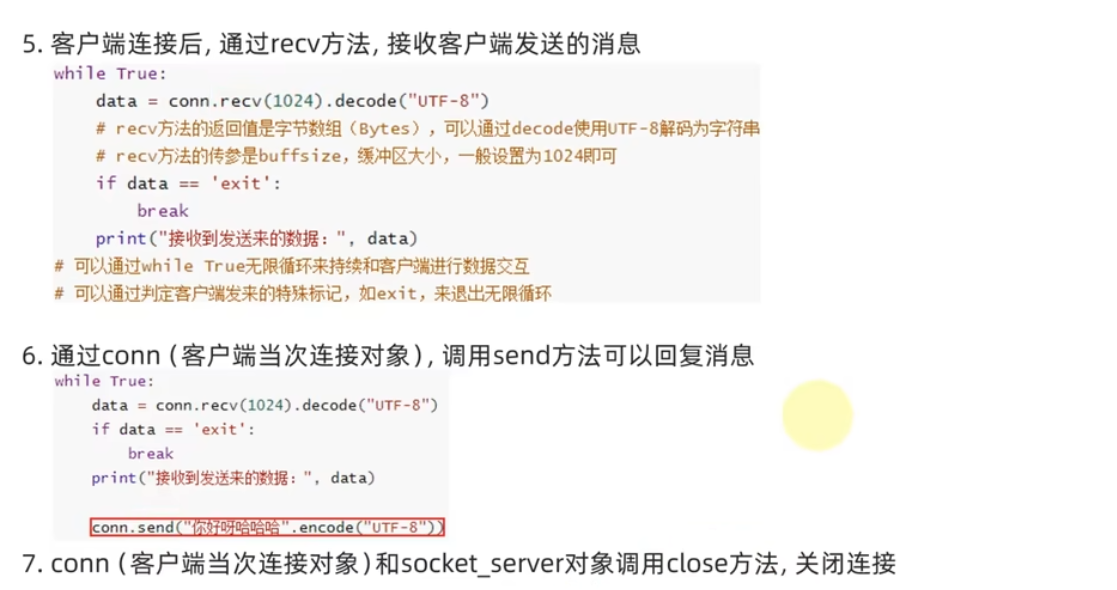 5. 客户端连接后, 通过recv方法, 接收客户端发送的消息
while True:
    data = conn.recv(1024).decode("UTF-8")
    # recv方法的返回值是字节数组（Bytes），可以通过decode使用UTF-8解码为字符串
    # recv方法的传参是buffsize，缓冲区大小，一般设置为1024即可
    if data == 'exit':
        break
    print("接收到发送来的数据：", data)
# 可以通过while True无限循环来持续和客户端进行数据交互
# 可以通过判定客户端发来的特殊标记，如exit，来退出无限循环
6. 通过conn（客户端当次连接对象）, 调用send方法可以回复消息
while True:
    data = conn.recv(1024).decode("UTF-8")
    if data == 'exit':
        break
    print("接收到发送来的数据：", data)
    conn.send("你好呀哈哈哈".encode("UTF-8"))
7. conn（客户端当次连接对象）和socket_server对象调用close方法, 关闭连接